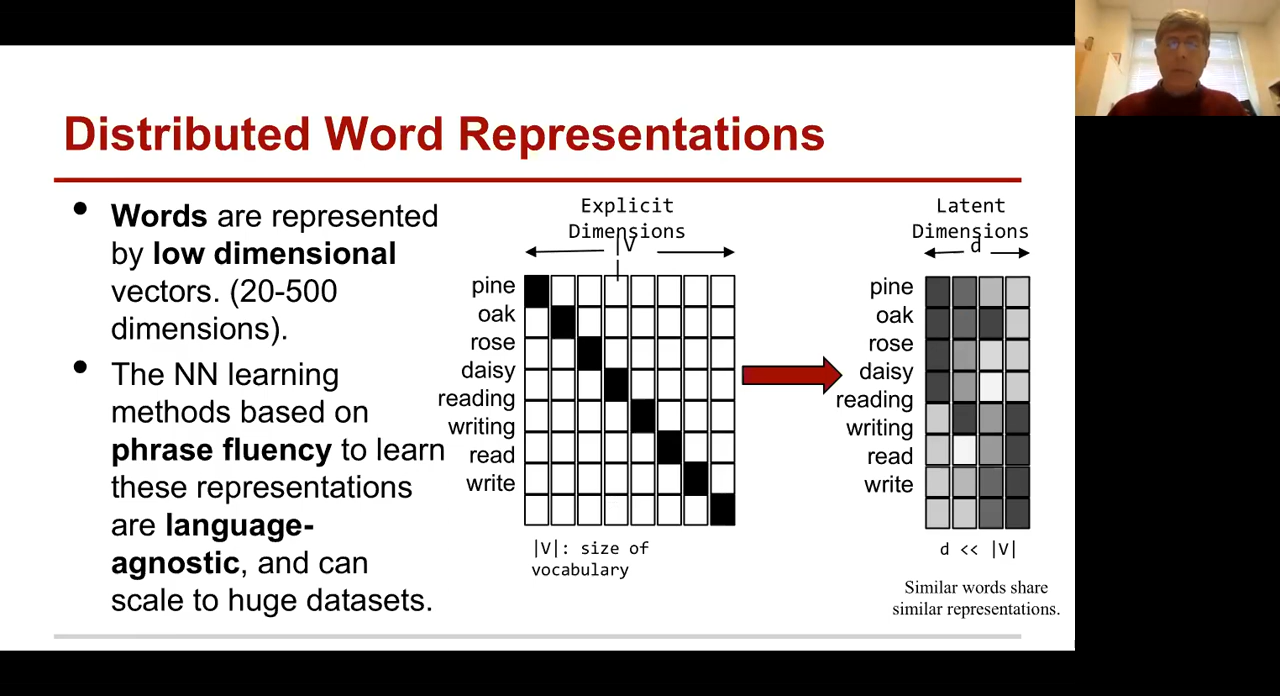 Distributed Word Representations
• Words are represented
by low dimensional
vectors. (20-500
dimensions).
• The NN learning
methods based on
phrase fluency to learn
these representations
are language-
agnostic, and can
scale to huge datasets.
Explicit
Dimensions
|V|
pine
oak
rose
daisy
reading
writing
read
write
|V|: size of
vocabulary
Latent
Dimensions
d
pine
oak
rose
daisy
reading
writing
read
write
d << |V|
Similar words share
similar representations.